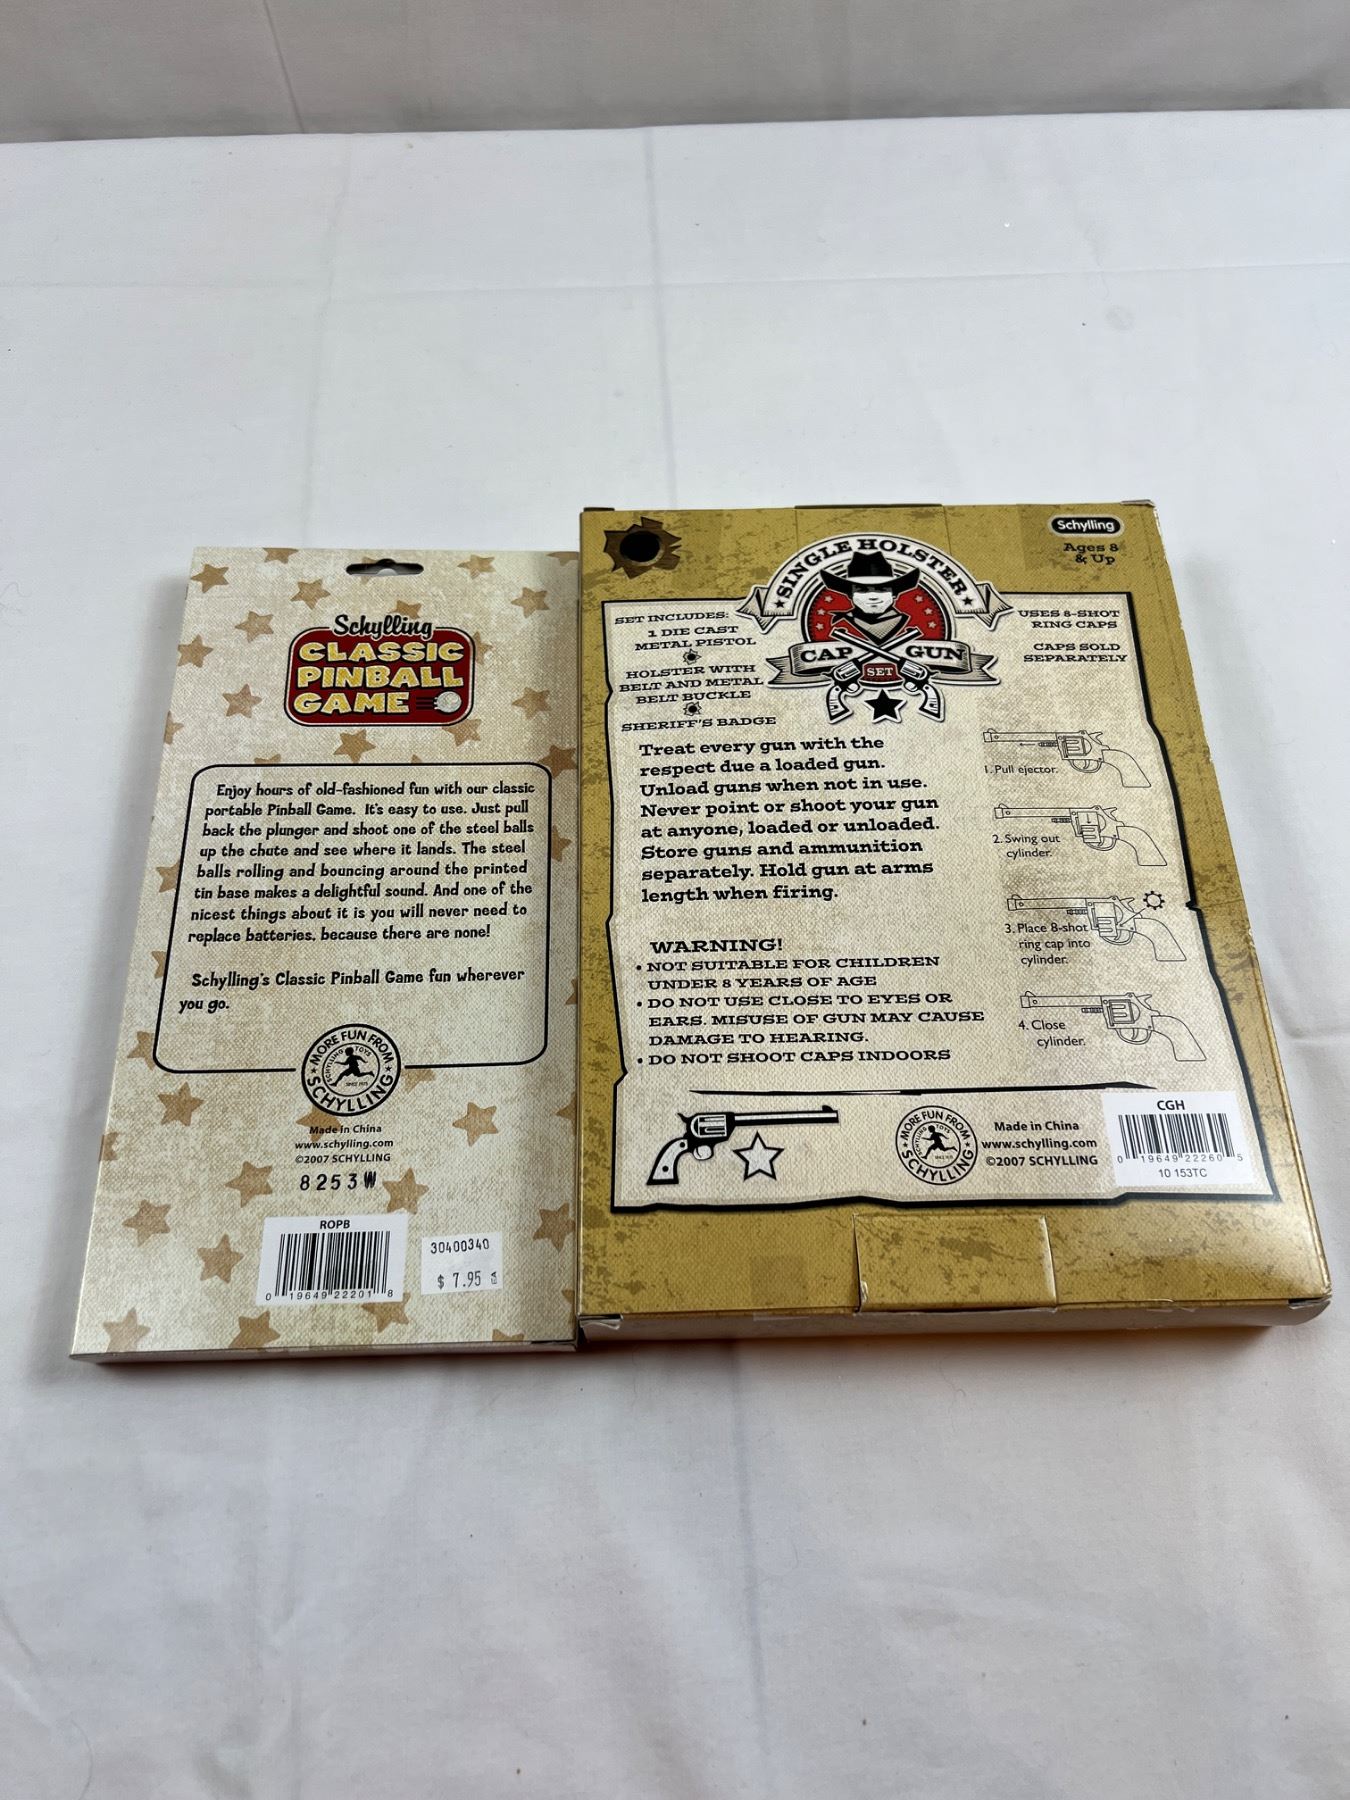 Schylling
CLASSIC
PINBALL
GAME
Enjoy hours of old-fashioned fun with our classic
portable Pinball Game. It's easy to use. Just pull
back the plunger and shoot one of the steel balls
up the chute and see where it lands. The steel
balls rolling and bouncing around the printed
tin base makes a delightful sound. And one of the
nicest things about it is you will never need to
replace batteries, because there are none!
Schylling's Classic Pinball Game fun wherever
you go.
MORE FUN FROM
SCHYLLING TOYS
SINCE 1975
SCHYLLING
Made in China
www.schylling.com
©2007 SCHYLLING
8253W
ROPB
0 19649 22201 8
30400340
$ 7.95 EA
Schylling
Ages 8
& Up
SINGLE HOLSTER
CAP GUN
SET
SET INCLUDES:
1 DIE CAST
METAL PISTOL
HOLSTER WITH
BELT AND METAL
BELT BUCKLE
SHERIFF'S BADGE
USES 8-SHOT
RING CAPS
CAPS SOLD
SEPARATELY
Treat every gun with the
respect due a loaded gun.
Unload guns when not in use.
Never point or shoot your gun
at anyone, loaded or unloaded.
Store guns and ammunition
separately. Hold gun at arms
length when firing.
WARNING!
• NOT SUITABLE FOR CHILDREN
UNDER 8 YEARS OF AGE
• DO NOT USE CLOSE TO EYES OR
EARS. MISUSE OF GUN MAY CAUSE
DAMAGE TO HEARING.
• DO NOT SHOOT CAPS INDOORS
1. Pull ejector.
2. Swing out
cylinder.
3. Place 8-shot
ring cap into
cylinder.
4. Close
cylinder.
MORE FUN FROM
SCHYLLING TOYS
SINCE 1975
SCHYLLING
Made in China
www.schylling.com
©2007 SCHYLLING
CGH
0 19649 22260 5
10 153TC